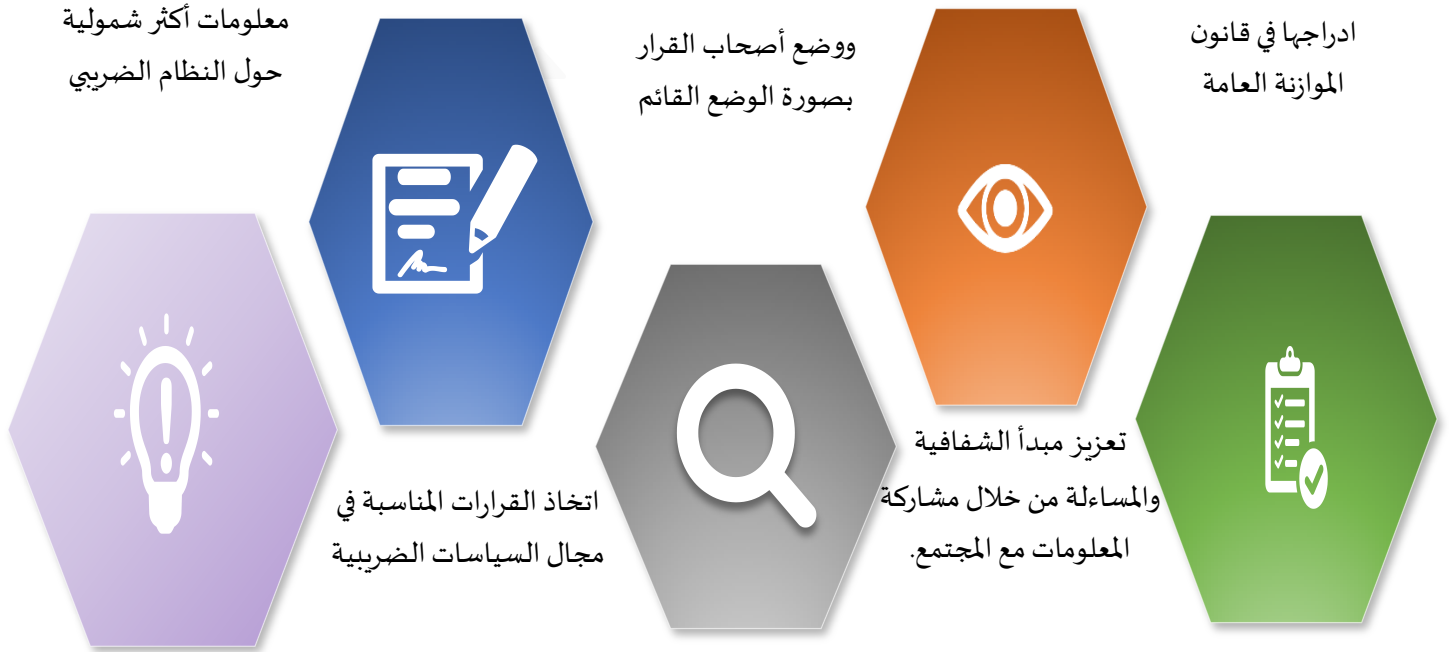 ادراجها في قانون
الموازنة العامة
تعزيز مبدأ الشفافية
والمساءلة من خلال مشاركة
المعلومات مع المجتمع.
ووضع أصحاب القرار
بصورة الوضع القائم
اتخاذ القرارات المناسبة في
مجال السياسات الضريبية
معلومات أكثر شمولية
حول النظام الضريبي